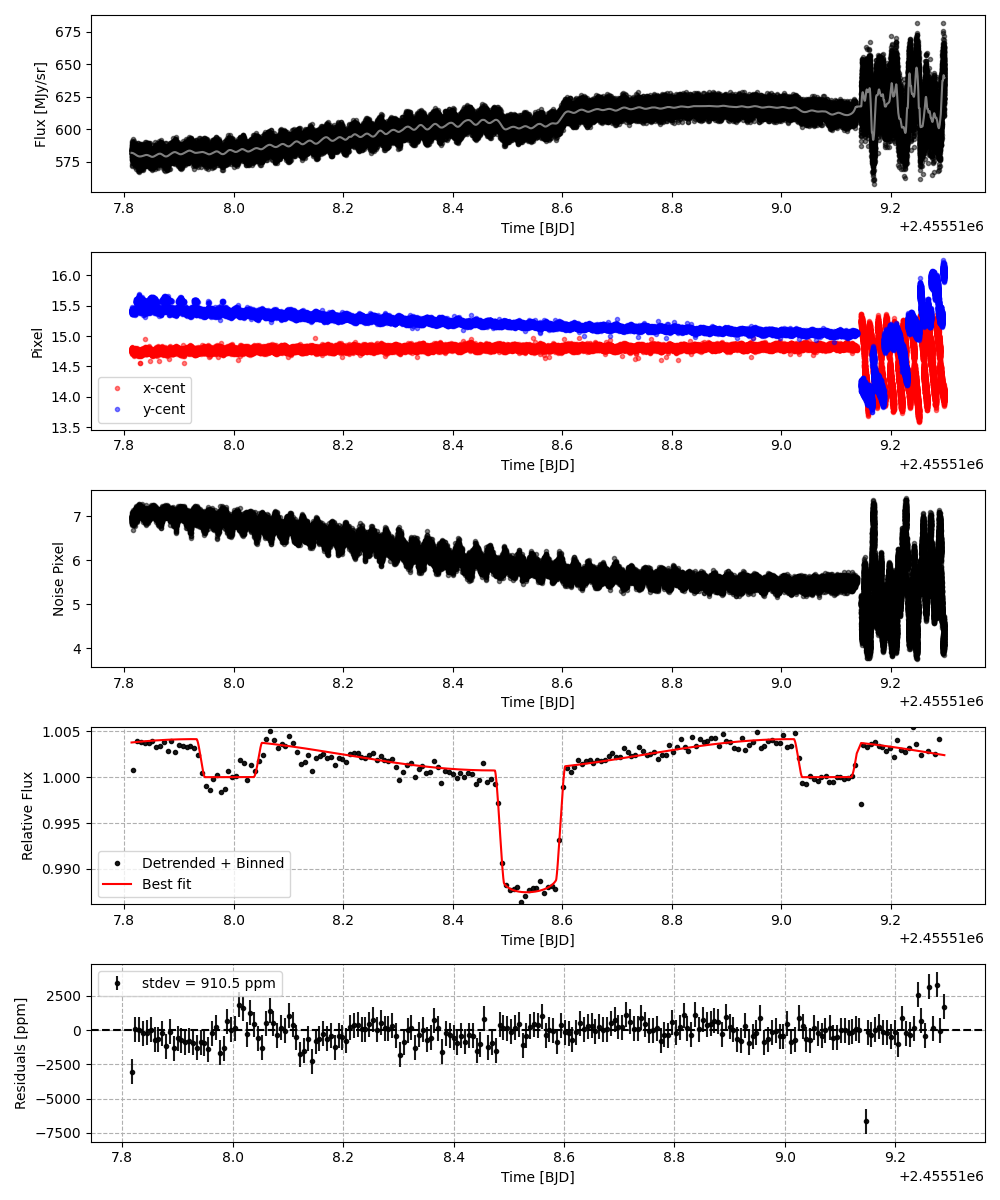 675
650
625
600
575
Flux [MJy/sr]
7.8 8.0 8.2 8.4 8.6 8.8 9.0 9.2
Time [BJD]
+2.45551e6
16.0
15.5
15.0
14.5
14.0
13.5
Pixel
x-cent
y-cent
7.8 8.0 8.2 8.4 8.6 8.8 9.0 9.2
Time [BJD]
+2.45551e6
7
6
5
4
Noise Pixel
7.8 8.0 8.2 8.4 8.6 8.8 9.0 9.2
Time [BJD]
+2.45551e6
1.005
1.000
0.995
0.990
Relative Flux
Detrended + Binned
Best fit
7.8 8.0 8.2 8.4 8.6 8.8 9.0 9.2
Time [BJD]
+2.45551e6
stdev = 910.5 ppm
2500
0
−2500
−5000
−7500
Residuals [ppm]
7.8 8.0 8.2 8.4 8.6 8.8 9.0 9.2
Time [BJD]
+2.45551e6